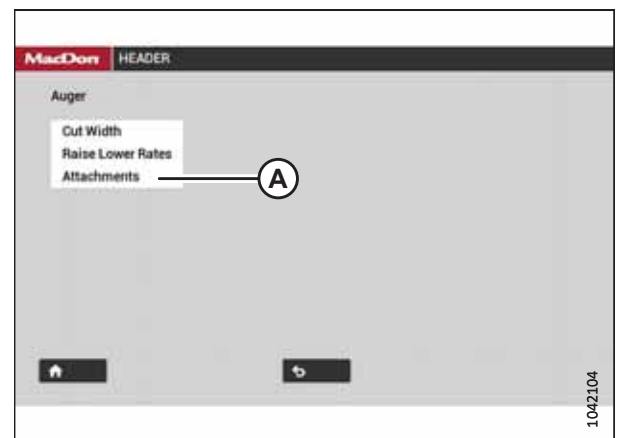 MacDon HEADER
Auger
Cut Width
Raise Lower Rates
Attachments
A
1042104